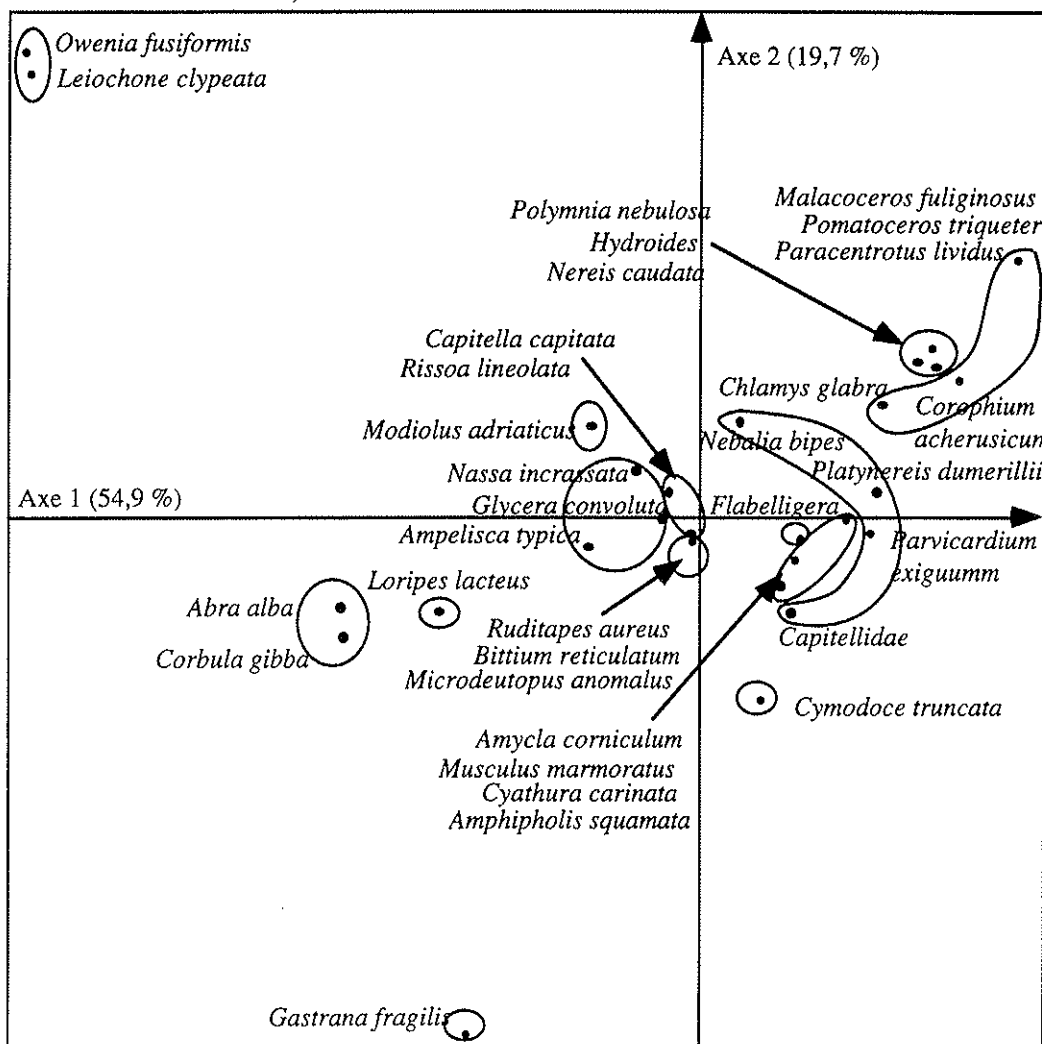 Owenia fusiformis
Leiochone clypeata
Axe 2 (19,7 %)
Polymnia nebulosa
Hydroides
Nereis caudata
Malacoceros fuliginosus
Pomatoceros triqueter
Paracentrotus lividus
Capitella capitata
Rissoa lineolata
Chlamys glabra
Corophium
acherusicum
Modiolus adriaticus
Nebalia bipes
Nassa incrassata
Platynereis dumerillii
Axe 1 (54,9 %)
Glycera convoluta
Flabelligera
Ampelisca typica
Parvicardium
exiguumm
Loripes lacteus
Abra alba
Corbula gibba
Ruditapes aureus
Bittium reticulatum
Microdeutopus anomalus
Capitellidae
Cymodoce truncata
Amycla corniculum
Musculus marmoratus
Cyathura carinata
Amphipholis squamata
Gastrana fragilis